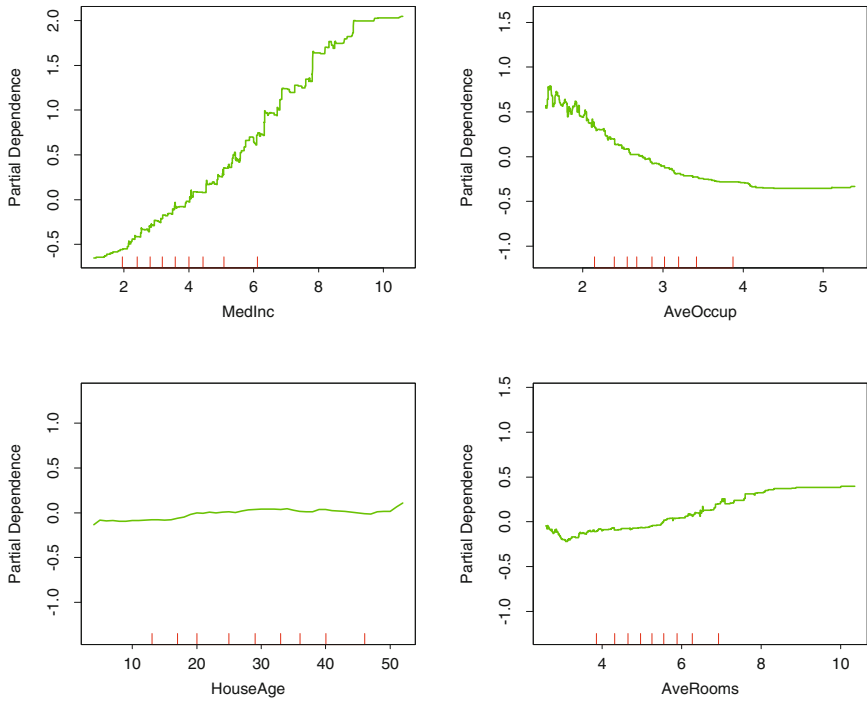 Partial Dependence
-0.5 0.0 0.5 1.0 1.5 2.0
2 4 6 8 10
MedInc
Partial Dependence
-1.0 -0.5 0.0 0.5 1.0 1.5
2 3 4 5
AveOccup
Partial Dependence
-1.0 -0.5 0.0 0.5 1.0
10 20 30 40 50
HouseAge
Partial Dependence
-1.0 -0.5 0.0 0.5 1.0 1.5
4 6 8 10
AveRooms